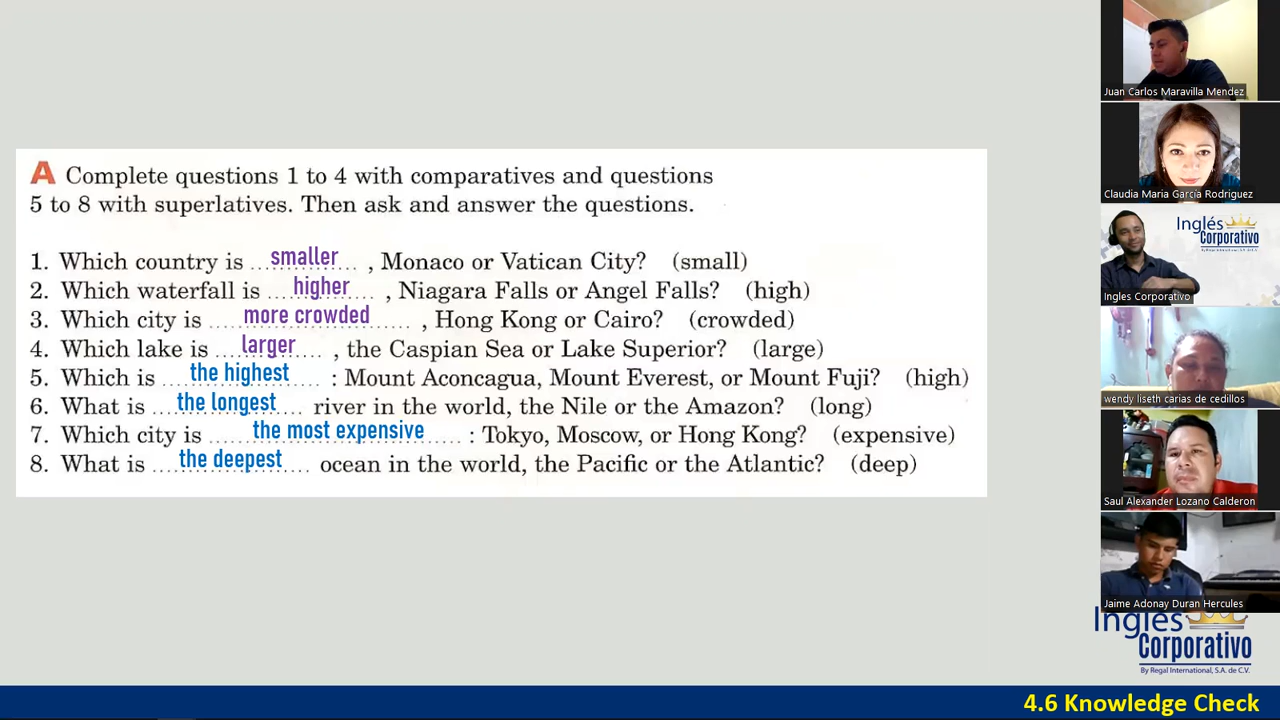 A Complete questions 1 to 4 with comparatives and questions
5 to 8 with superlatives. Then ask and answer the questions.
1. Which country is smaller, Monaco or Vatican City? (small)
2. Which waterfall is higher, Niagara Falls or Angel Falls? (high)
3. Which city is more crowded, Hong Kong or Cairo? (crowded)
4. Which lake is larger, the Caspian Sea or Lake Superior? (large)
5. Which is the highest: Mount Aconcagua, Mount Everest, or Mount Fuji? (high)
6. What is the longest river in the world, the Nile or the Amazon? (long)
7. Which city is the most expensive: Tokyo, Moscow, or Hong Kong? (expensive)
8. What is the deepest ocean in the world, the Pacific or the Atlantic? (deep)
Juan Carlos Maravilla Mendez
Claudia Maria Garcia Rodriguez
Inglés
Corporativo
By Regal International, S.A. de C.V.
Ingles Corporativo
wendy liseth carias de cedillos
Saul Alexander Lozano Calderon
Jaime Adonay Duran Hercules
Inglés
Corporativo
By Regal International, S.A. de C.V.
4.6 Knowledge Check